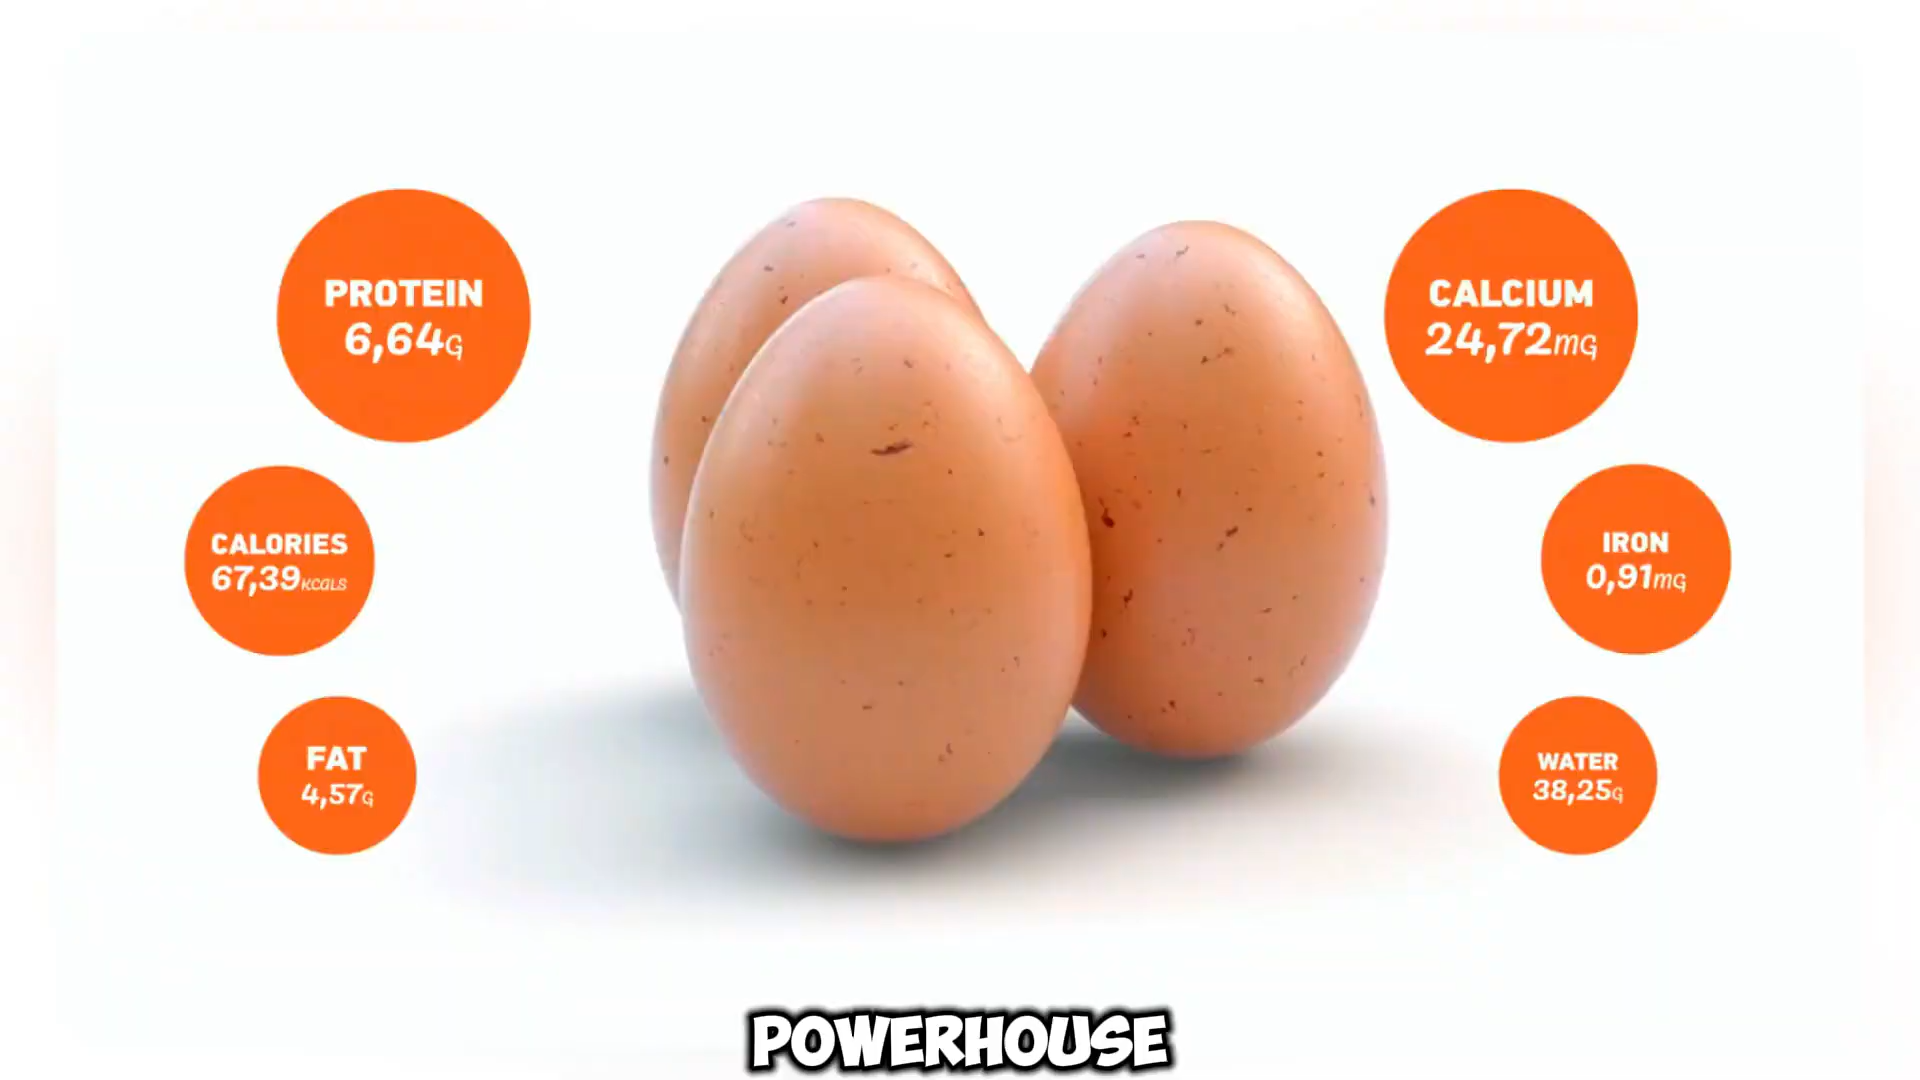 PROTEIN
6,64G
CALORIES
67,39KCALS
FAT
4,57G
CALCIUM
24,72mG
IRON
0,91mG
WATER
38,25G
POWERHOUSE